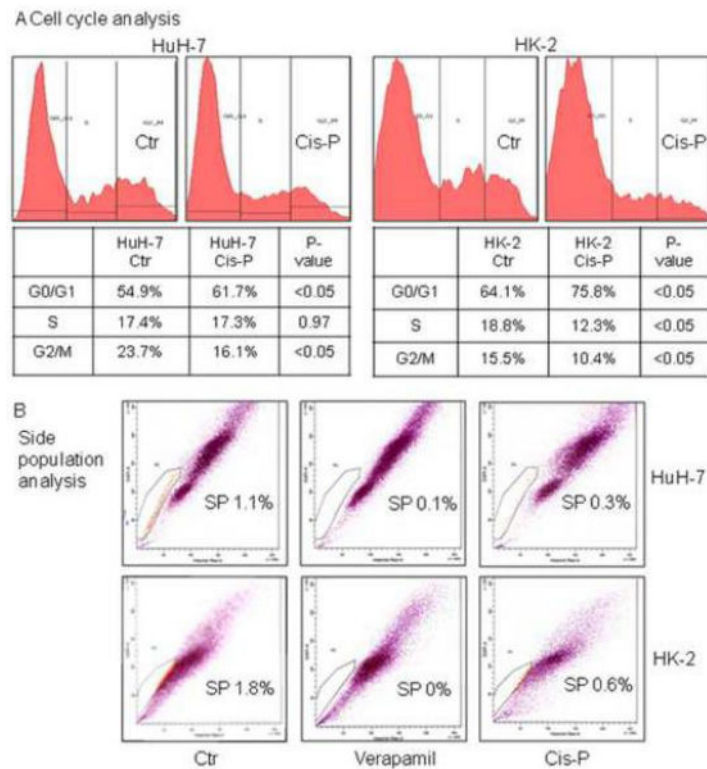 A Cell cycle analysis
HuH-7
HK-2
Ctr
Cis-P
Ctr
Cis-P
HuH-7 Ctr HuH-7 Cis-P P-value
G0/G1 54.9% 61.7% <0.05
S 17.4% 17.3% 0.97
G2/M 23.7% 16.1% <0.05
HK-2 Ctr HK-2 Cis-P P-value
G0/G1 64.1% 75.8% <0.05
S 18.8% 12.3% <0.05
G2/M 15.5% 10.4% <0.05
B
Side
population
analysis
SP 1.1%
SP 0.1%
SP 0.3%
HuH-7
SP 1.8%
SP 0%
SP 0.6%
HK-2
Ctr
Verapamil
Cis-P